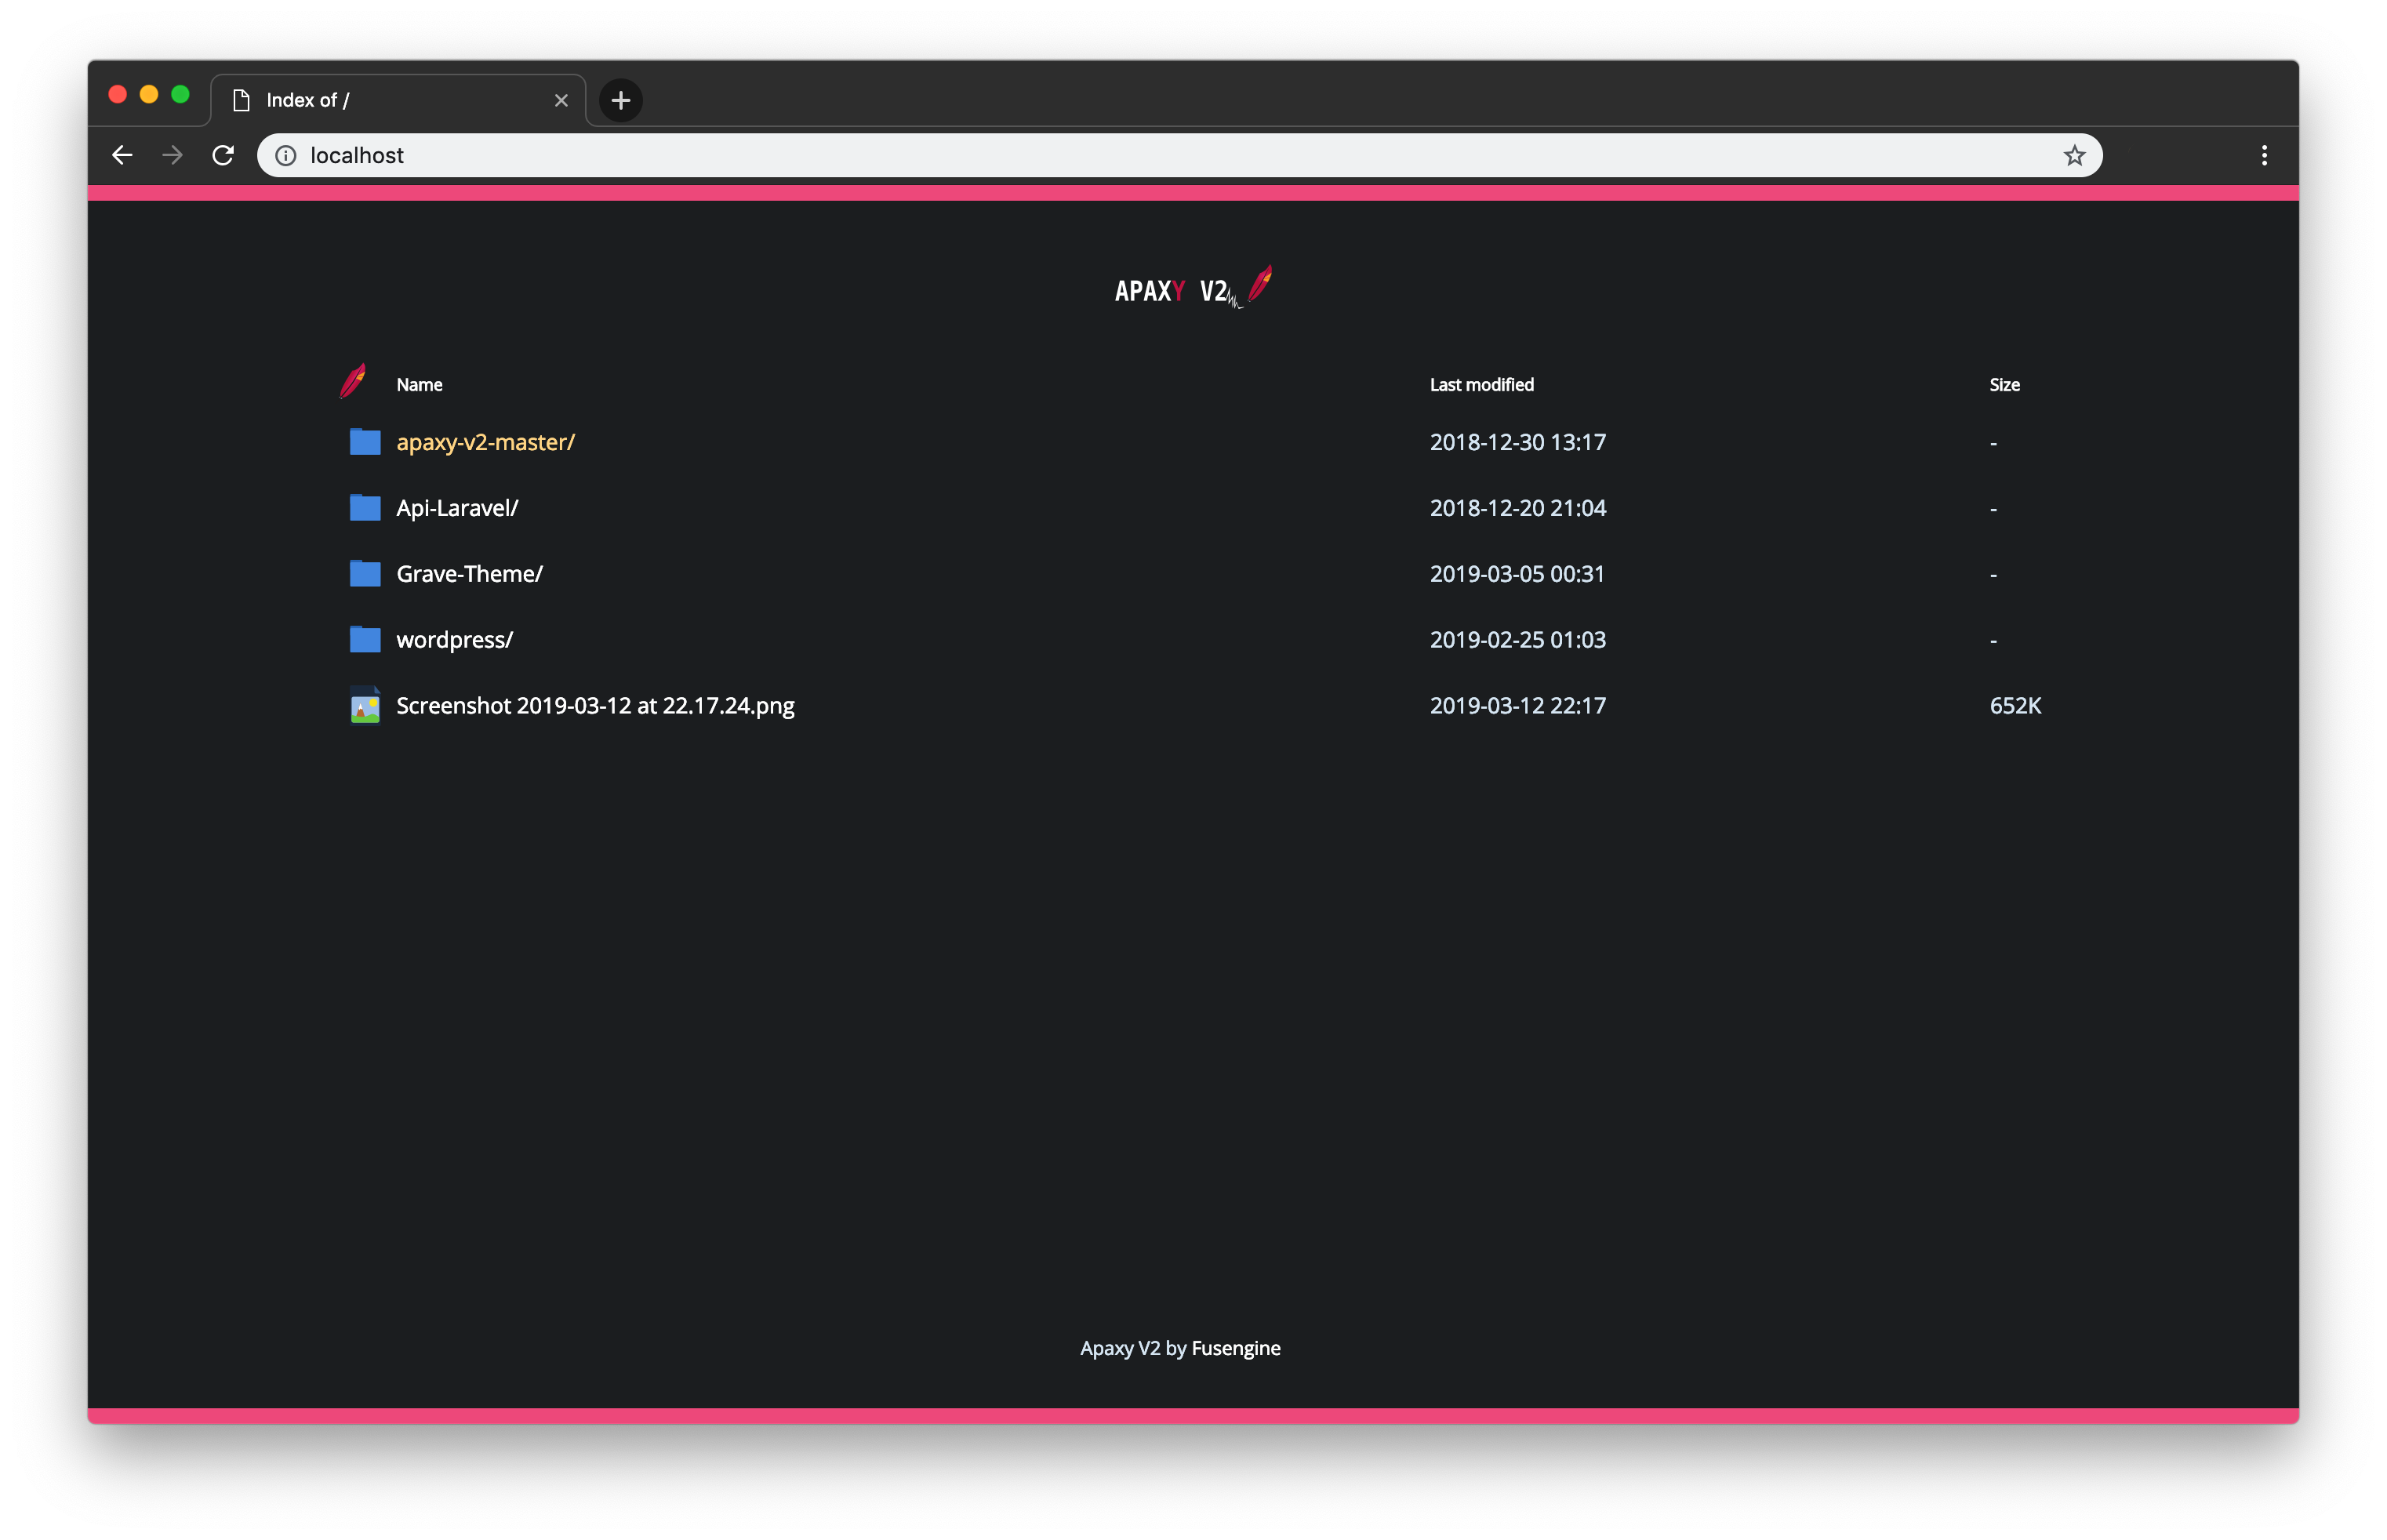 Index of /
localhost
APAXY V2
Name Last modified Size
apaxy-v2-master/ 2018-12-30 13:17 -
Api-Laravel/ 2018-12-20 21:04 -
Grave-Theme/ 2019-03-05 00:31 -
wordpress/ 2019-02-25 01:03 -
Screenshot 2019-03-12 at 22.17.24.png 2019-03-12 22:17 652K
Apaxy V2 by Fusengine